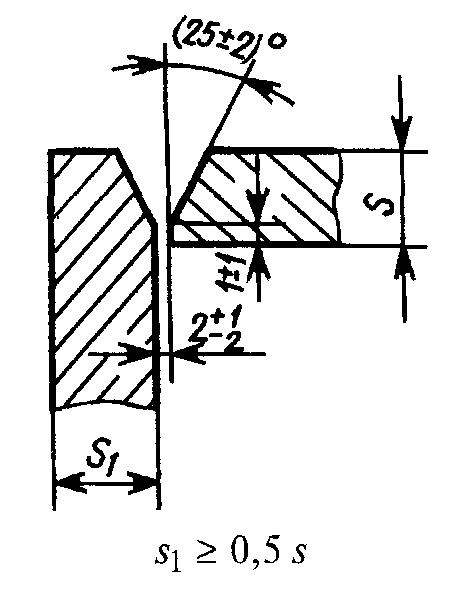 (25±2)°
S
1±1
2⁺¹₋₂
S₁
s₁ ≥ 0,5 s